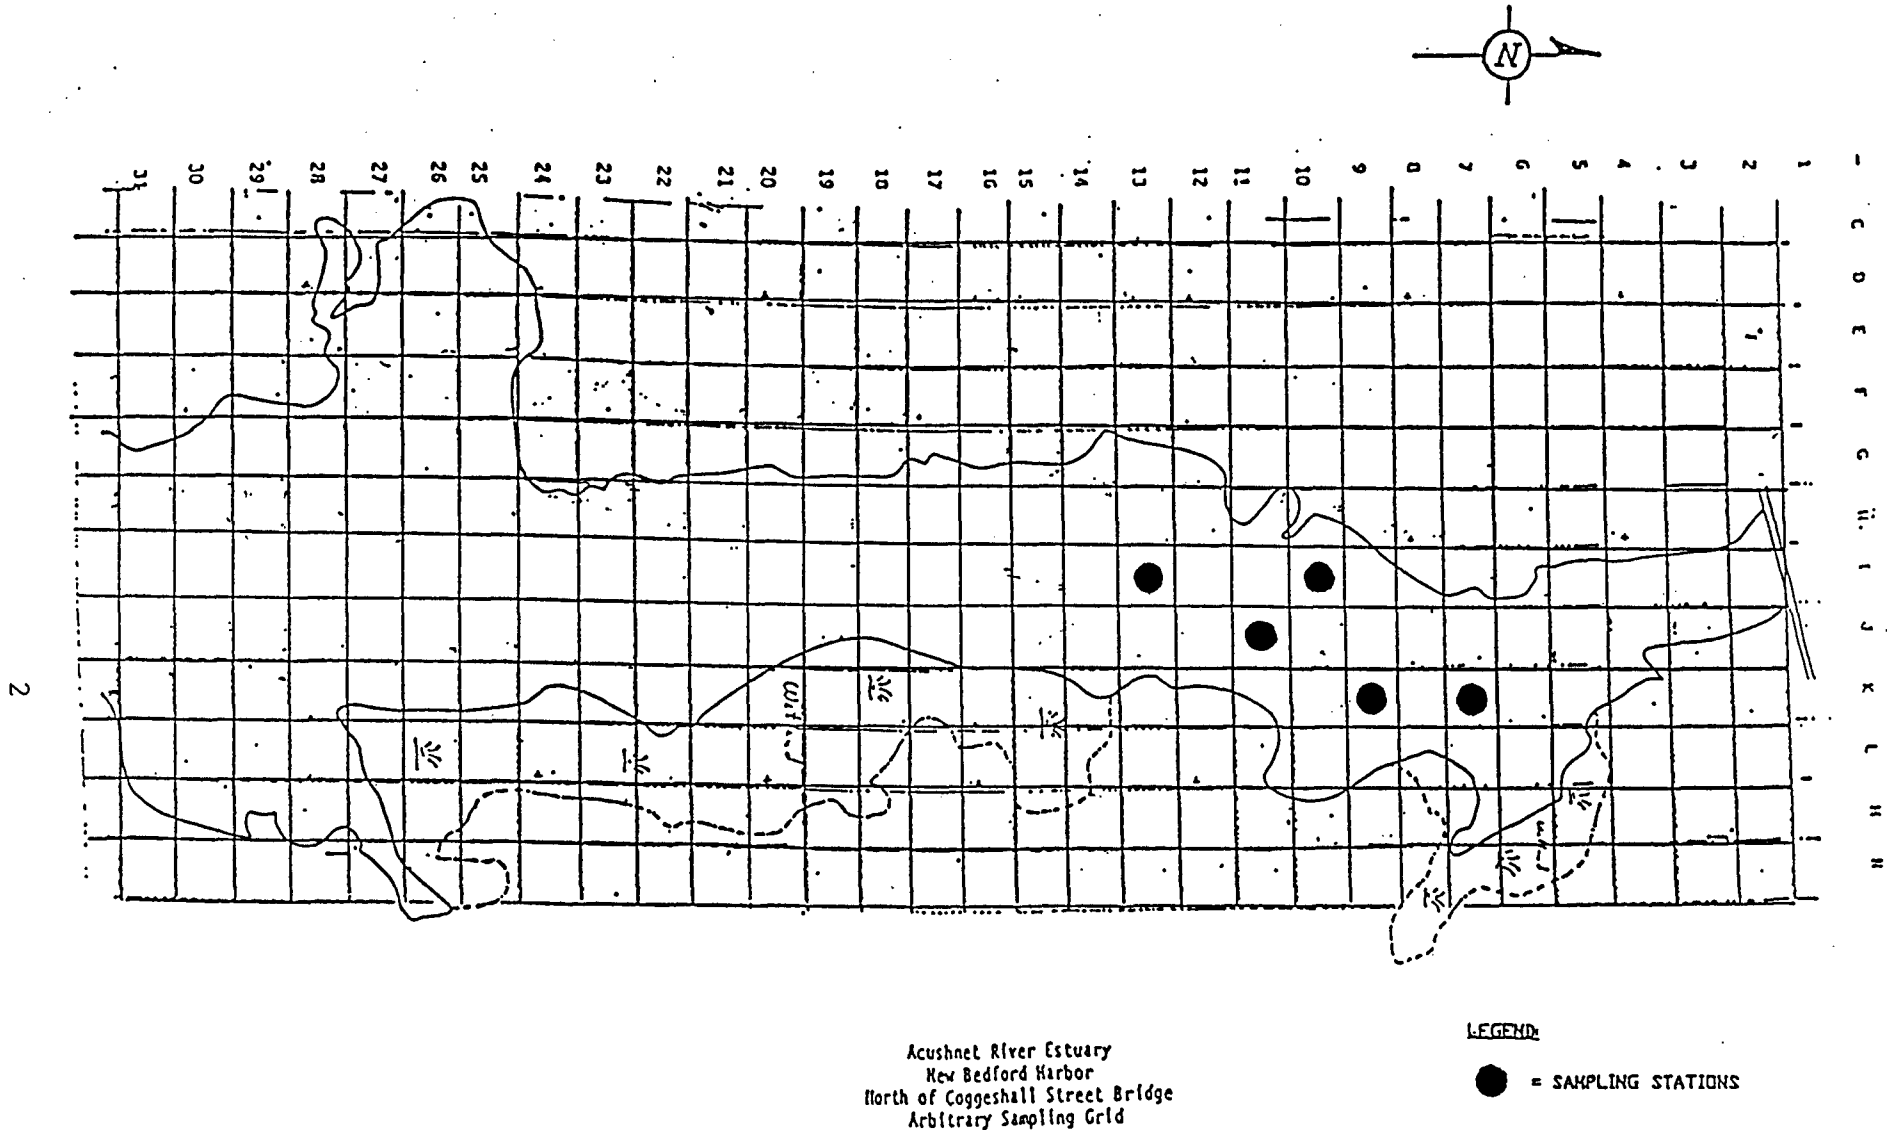 N
31 30 29 28 27 26 25 24 23 22 21 20 19 18 17 16 15 14 13 12 11 10 9 8 7 6 5 4 3 2 1
C
D
E
F
G
H
I
J
K
L
Wetland
2
Acushnet River Estuary
New Bedford Harbor
North of Coggeshall Street Bridge
Arbitrary Sampling Grid
LEGEND:
= SAMPLING STATIONS